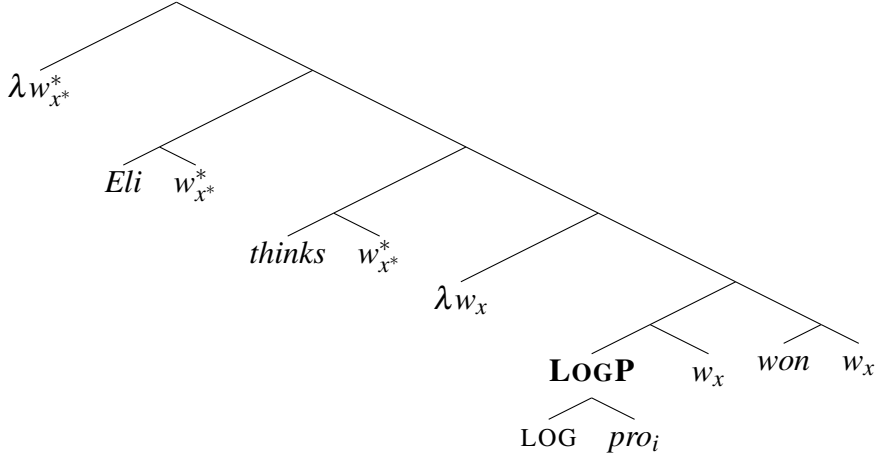 λw*ₓ*
Eli w*ₓ*
thinks w*ₓ*
λwₓ
LOGP wₓ won wₓ
LOG proᵢ